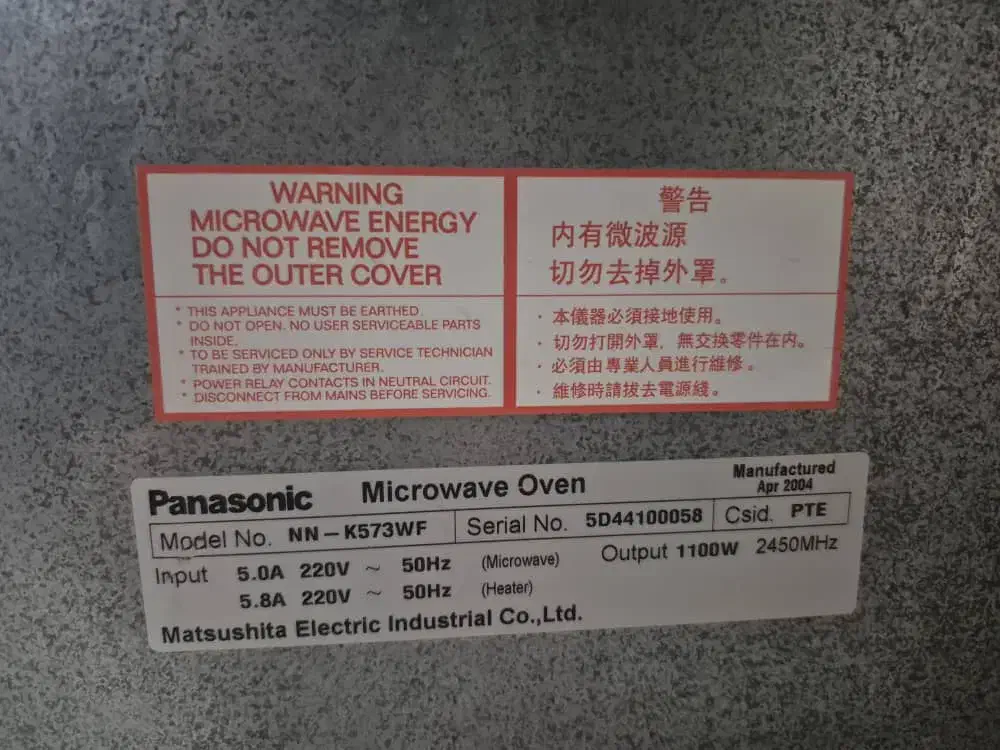 WARNING
MICROWAVE ENERGY
DO NOT REMOVE
THE OUTER COVER
* THIS APPLIANCE MUST BE EARTHED.
* DO NOT OPEN. NO USER SERVICEABLE PARTS
INSIDE.
* TO BE SERVICED ONLY BY SERVICE TECHNICIAN
TRAINED BY MANUFACTURER.
* POWER RELAY CONTACTS IN NEUTRAL CIRCUIT.
* DISCONNECT FROM MAINS BEFORE SERVICING.
警告
内有微波源
切勿去掉外罩。
· 本儀器必須接地使用。
· 切勿打開外罩，無交換零件在内。
· 必須由專業人員進行維修。
· 維修時請拔去電源綫。
Panasonic Microwave Oven Manufactured
Apr 2004
Model No. NN-K573WF Serial No. 5D44100058 Csid. PTE
Input 5.0A 220V ~ 50Hz (Microwave) Output 1100W 2450MHz
5.8A 220V ~ 50Hz (Heater)
Matsushita Electric Industrial Co.,Ltd.